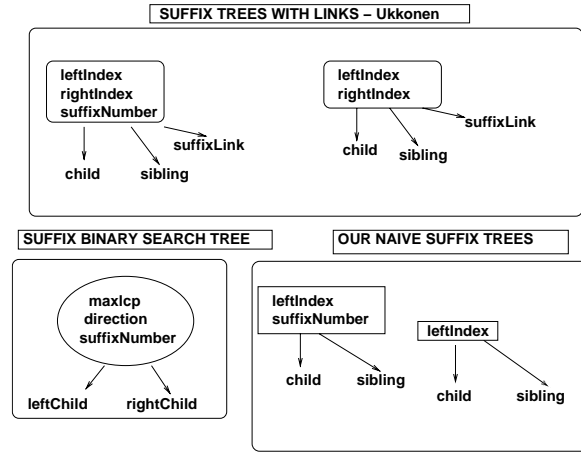 SUFFIX TREES WITH LINKS – Ukkonen
leftIndex
rightIndex
suffixNumber
suffixLink
child
sibling
leftIndex
rightIndex
suffixLink
child
sibling
SUFFIX BINARY SEARCH TREE
maxlcp
direction
suffixNumber
leftChild
rightChild
OUR NAIVE SUFFIX TREES
leftIndex
suffixNumber
child
sibling
leftIndex
child
sibling